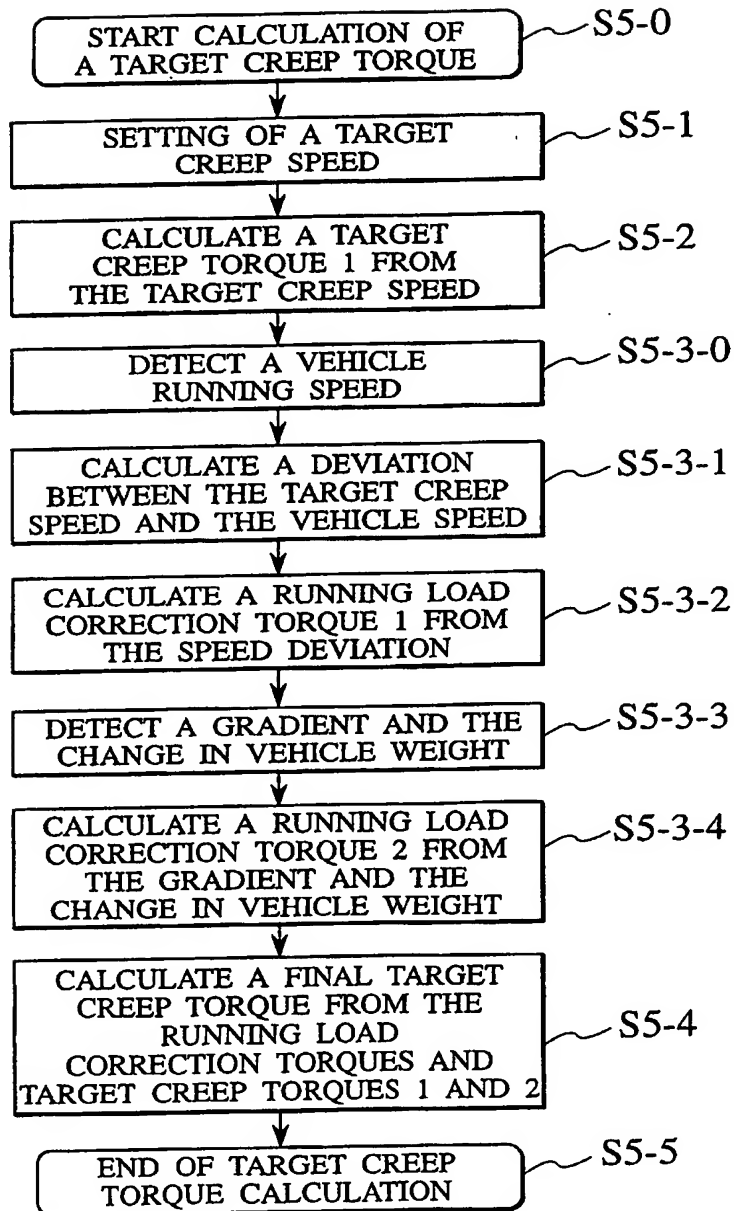 START CALCULATION OF
A TARGET CREEP TORQUE
S5-0
SETTING OF A TARGET
CREEP SPEED
S5-1
CALCULATE A TARGET
CREEP TORQUE 1 FROM
THE TARGET CREEP SPEED
S5-2
DETECT A VEHICLE
RUNNING SPEED
S5-3-0
CALCULATE A DEVIATION
BETWEEN THE TARGET CREEP
SPEED AND THE VEHICLE SPEED
S5-3-1
CALCULATE A RUNNING LOAD
CORRECTION TORQUE 1 FROM
THE SPEED DEVIATION
S5-3-2
DETECT A GRADIENT AND THE
CHANGE IN VEHICLE WEIGHT
S5-3-3
CALCULATE A RUNNING LOAD
CORRECTION TORQUE 2 FROM
THE GRADIENT AND THE
CHANGE IN VEHICLE WEIGHT
S5-3-4
CALCULATE A FINAL TARGET
CREEP TORQUE FROM THE
RUNNING LOAD
CORRECTION TORQUES AND
TARGET CREEP TORQUES 1 AND 2
S5-4
END OF TARGET CREEP
TORQUE CALCULATION
S5-5